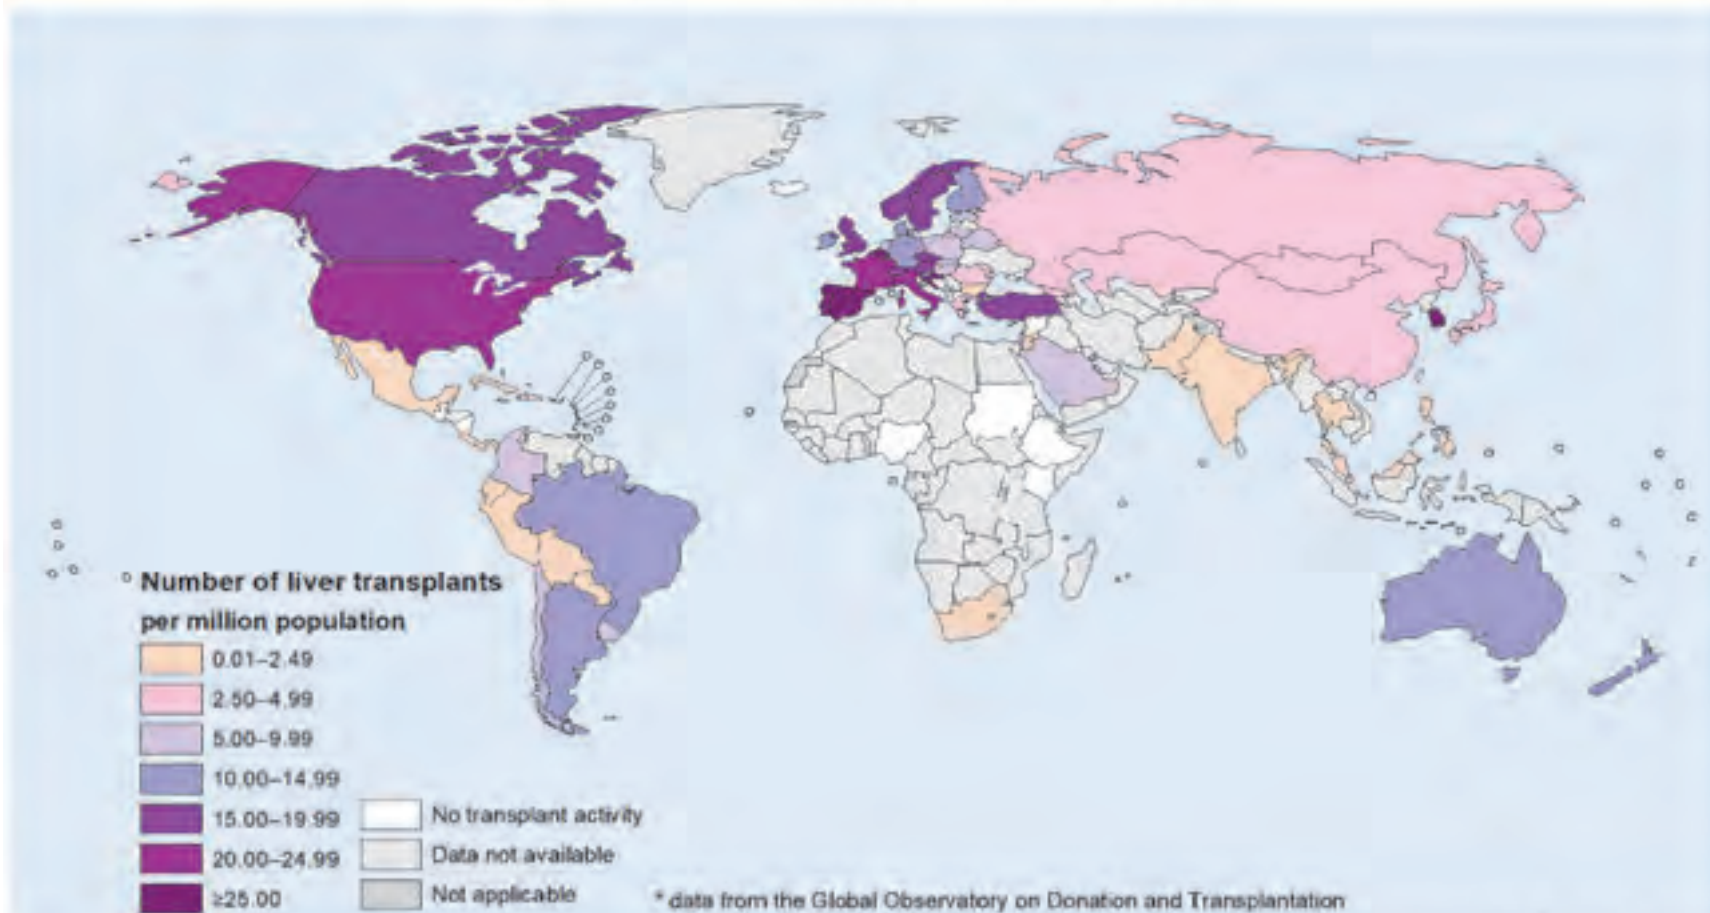 Number of liver transplants
per million population
0.01–2.49
2.50–4.99
5.00–9.99
10.00–14.99
15.00–19.99
20.00–24.99
≥25.00
No transplant activity
Data not available
Not applicable
* data from the Global Observatory on Donation and Transplantation